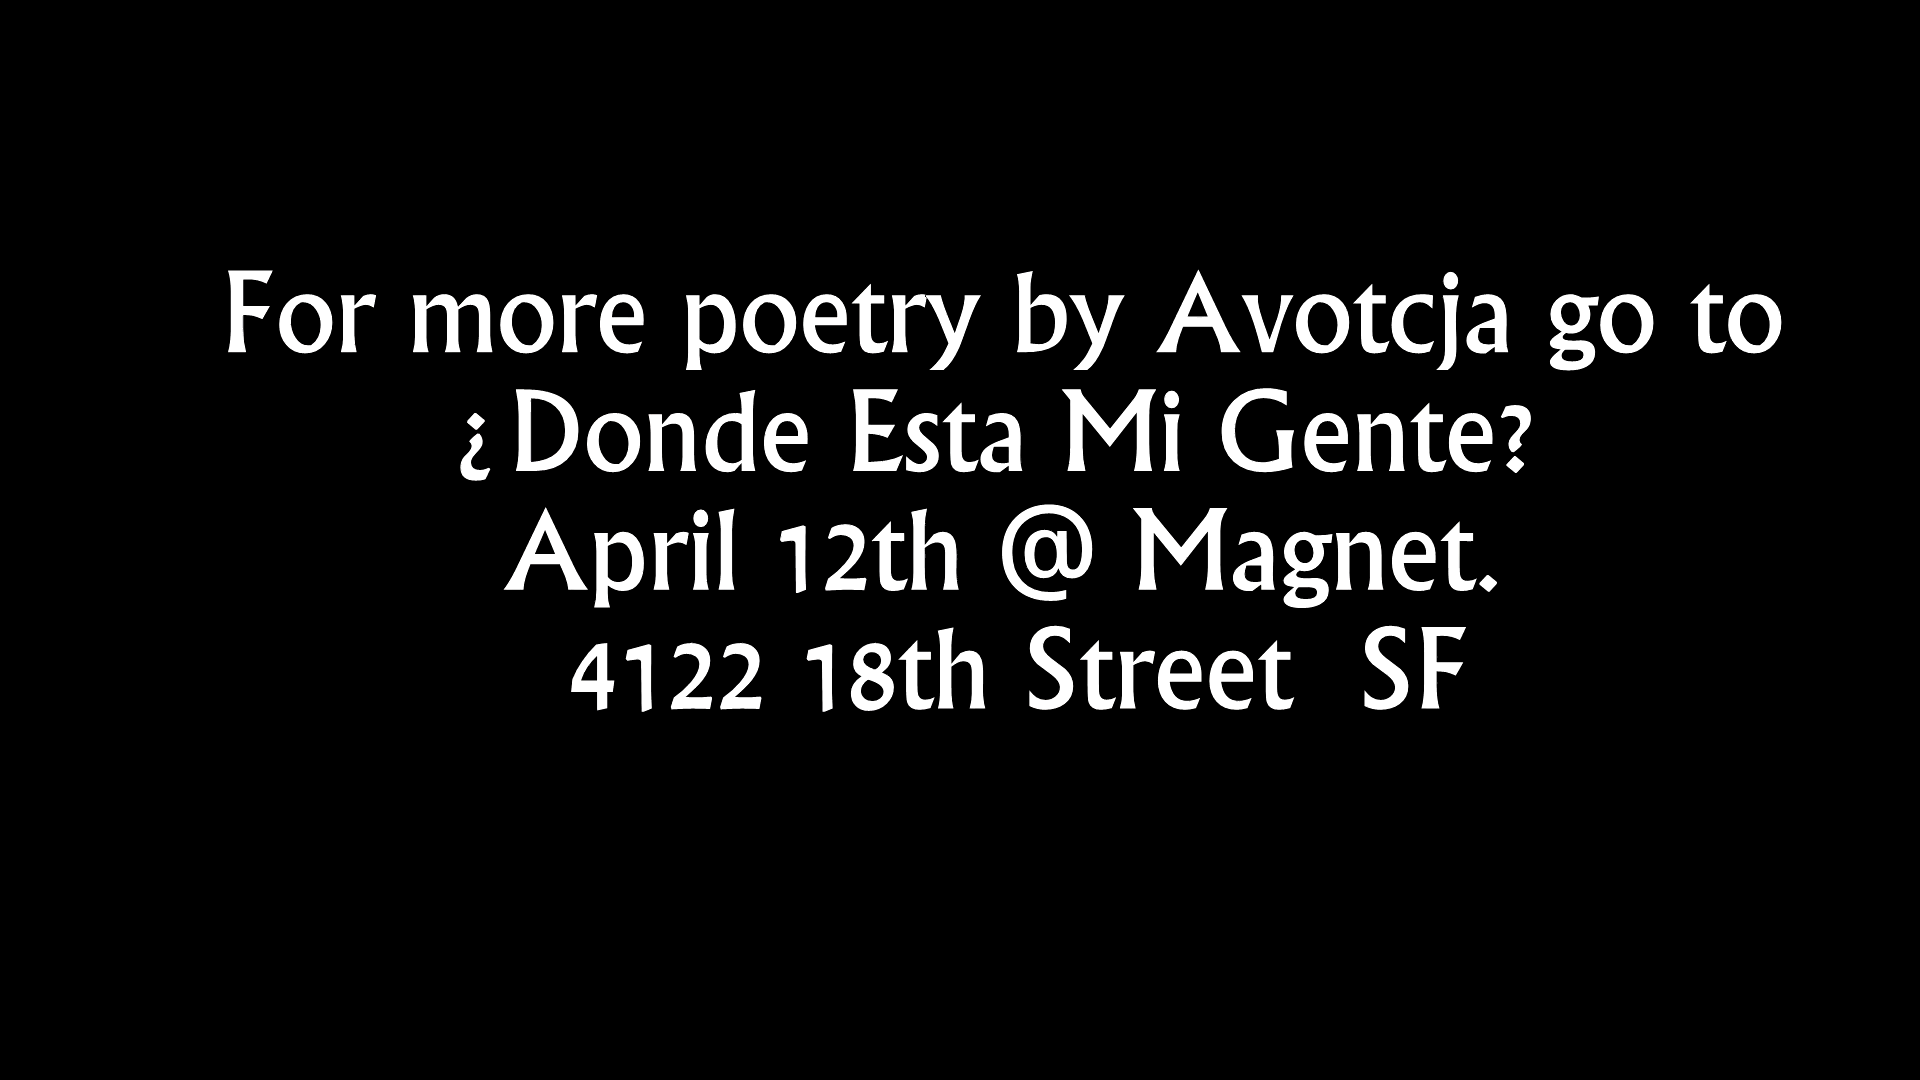 For more poetry by Avotcja go to
¿Donde Esta Mi Gente?
April 12th @ Magnet.
4122 18th Street SF